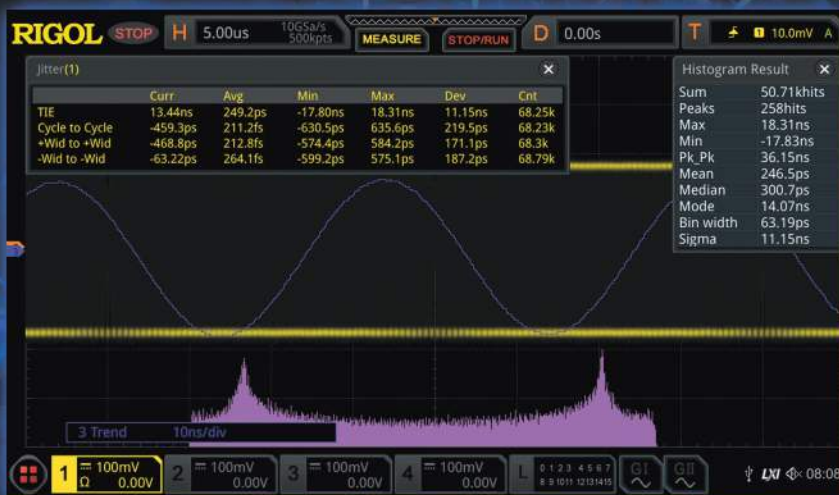 RIGOL STOP H 5.00us 10GSa/s 500kpts MEASURE STOP/RUN D 0.00s T 1 10.0mV A
Jitter(1)
Curr Avg Min Max Dev Cnt
TIE 13.44ns 249.2ps -17.80ns 18.31ns 11.15ns 68.25k
Cycle to Cycle -459.3ps 211.2fs -630.5ps 635.6ps 219.5ps 68.23k
+Wid to +Wid -468.8ps 212.8fs -574.4ps 584.2ps 171.1ps 68.3k
-Wid to -Wid -63.22ps 264.1fs -599.2ps 575.1ps 187.2ps 68.79k
Histogram Result
Sum 50.71khits
Peaks 258hits
Max 18.31ns
Min -17.83ns
Pk_Pk 36.15ns
Mean 246.5ps
Median 300.7ps
Mode 14.07ns
Bin width 63.19ps
Sigma 11.15ns
3 Trend 10ns/div
1 100mV Ω 0.00V
2 100mV 0.00V
3 100mV 0.00V
4 100mV 0.00V
L 0 1 2 3 4 5 6 7
8 9 10 11 12 13 14 15
GI GII
LXI 08:08